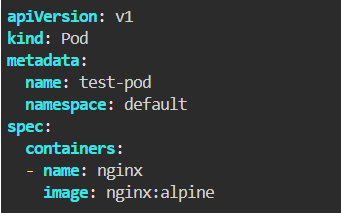 apiVersion: v1
kind: Pod
metadata:
  name: test-pod
  namespace: default
spec:
  containers:
  - name: nginx
    image: nginx:alpine